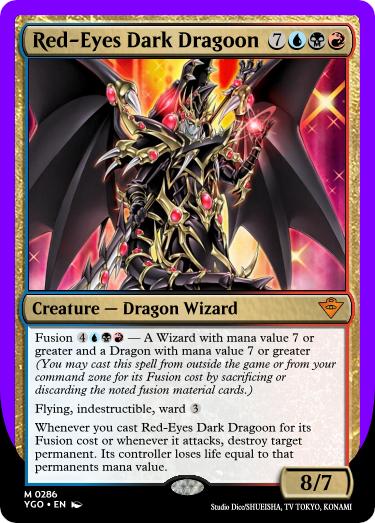 Red-Eyes Dark Dragoon 7
Creature — Dragon Wizard
Fusion 4 — A Wizard with mana value 7 or
greater and a Dragon with mana value 7 or greater
(You may cast this spell from outside the game or from your
command zone for its Fusion cost by sacrificing or
discarding the noted fusion material cards.)
Flying, indestructible, ward 3
Whenever you cast Red-Eyes Dark Dragoon for its
Fusion cost or whenever it attacks, destroy target
permanent. Its controller loses life equal to that
permanents mana value.
8/7
M 0286
YGO • EN
Studio Dice/SHUEISHA, TV TOKYO, KONAMI